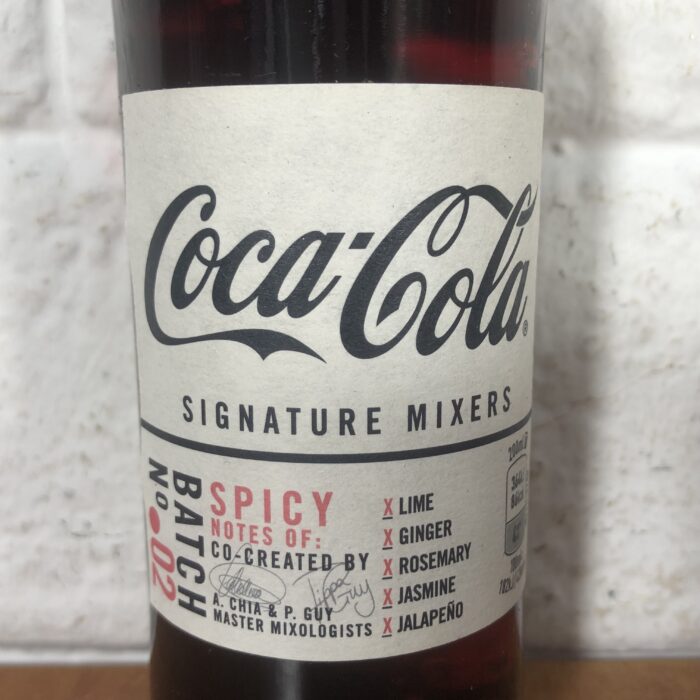 Coca-Cola
®
SIGNATURE MIXERS
BATCH
No.02
SPICY
NOTES OF:
CO-CREATED BY
A. CHIA & P. GUY
MASTER MIXOLOGISTS
X LIME
X GINGER
X ROSEMARY
X JASMINE
X JALAPEÑO
200ml